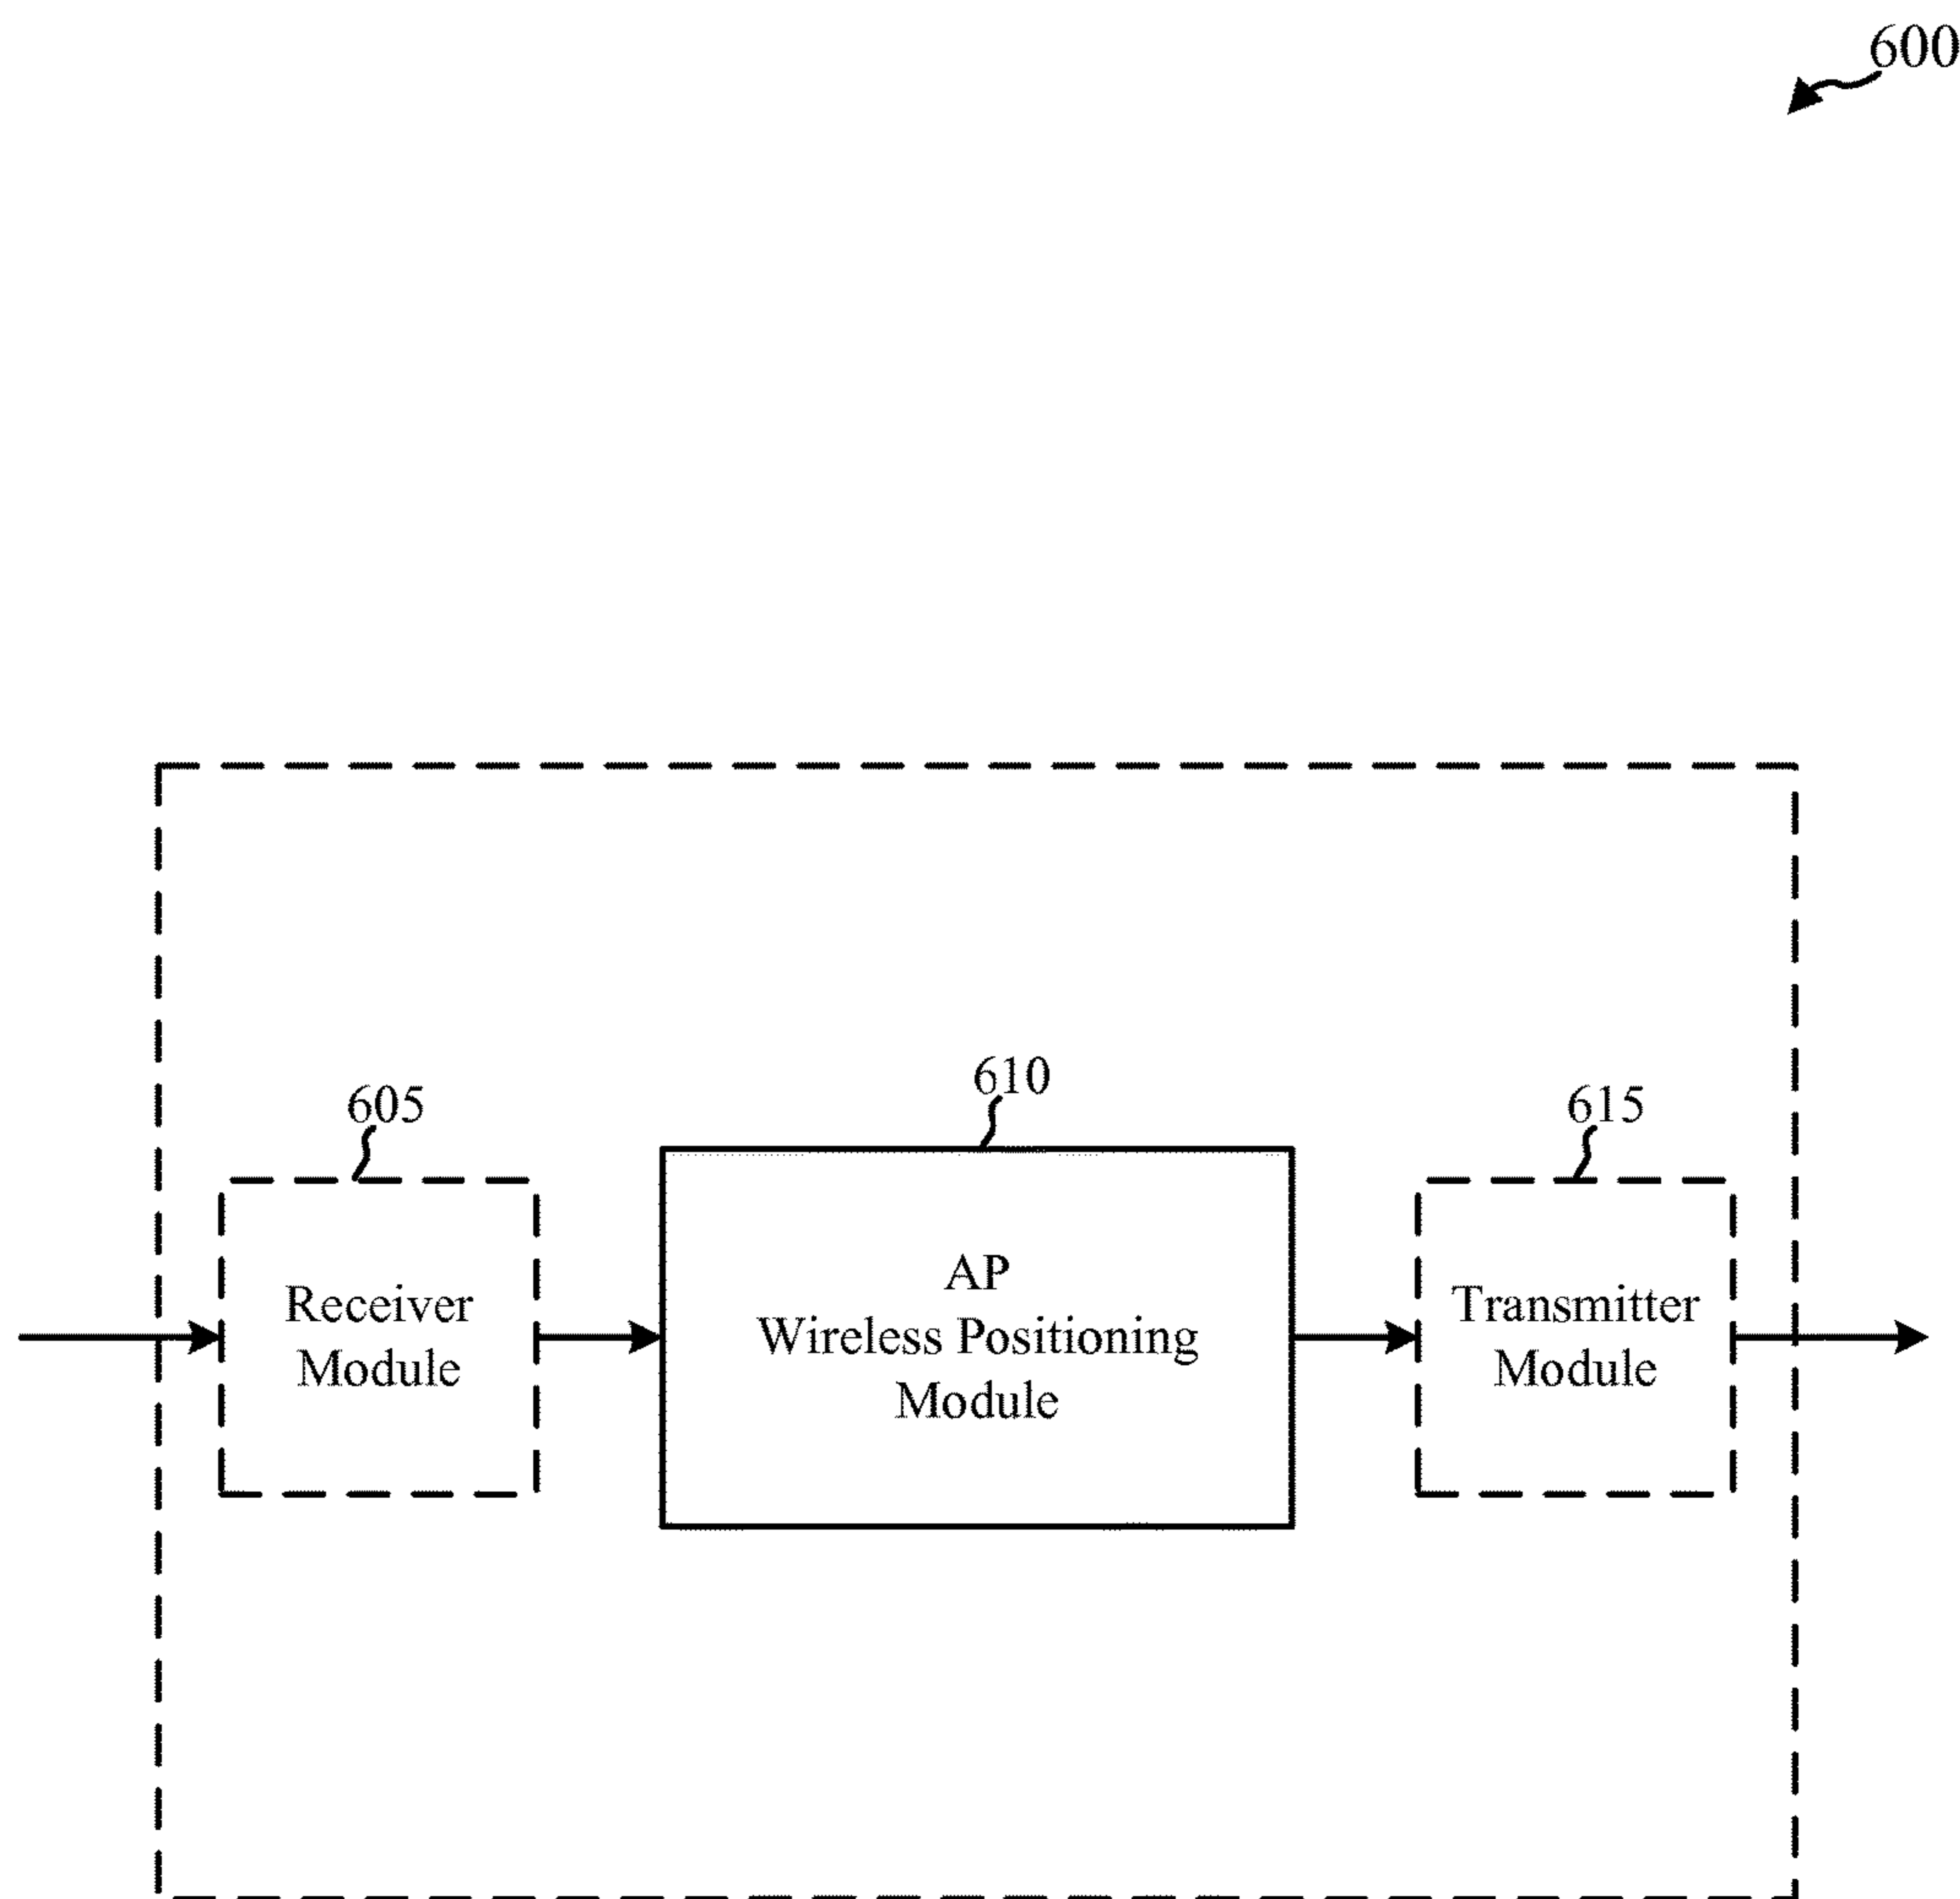 600
605
610
615
Receiver
Module
AP
Wireless Positioning
Module
Transmitter
Module